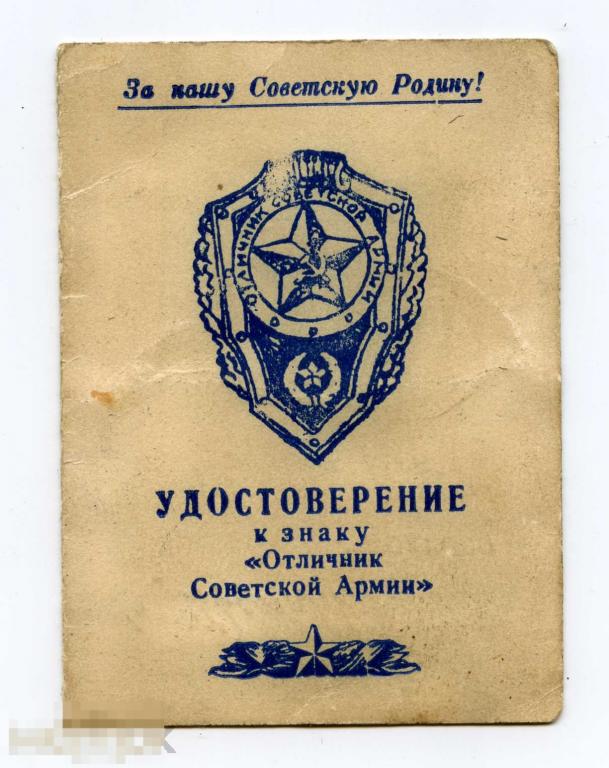 За нашу Советскую Родину!
ОТЛИЧНИК СОВЕТСКОЙ АРМИИ
УДОСТОВЕРЕНИЕ
к знаку
«Отличник
Советской Армии»